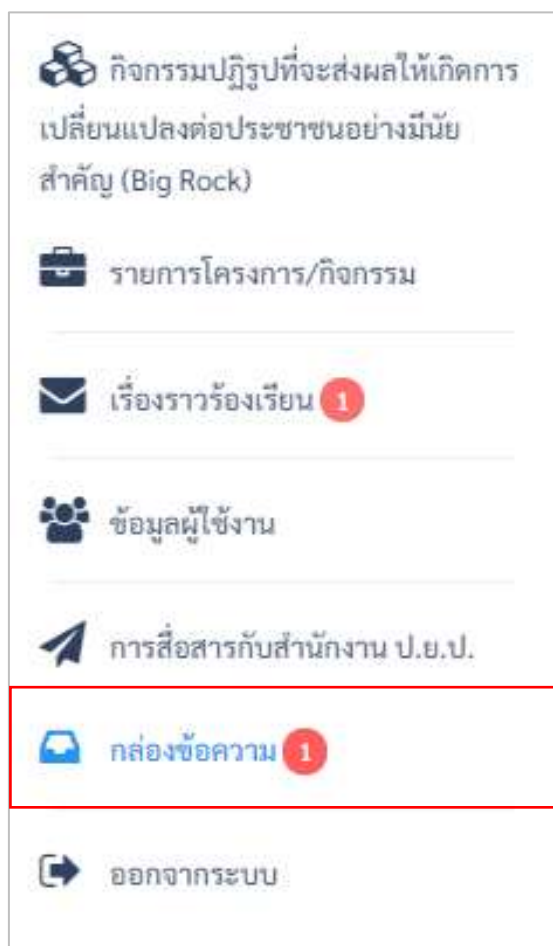 กิจกรรมปฏิรูปที่จะส่งผลให้เกิดการ
เปลี่ยนแปลงต่อประชาชนอย่างมีนัย
สำคัญ (Big Rock)
รายการโครงการ/กิจกรรม
เรื่องราวร้องเรียน 1
ข้อมูลผู้ใช้งาน
การสื่อสารกับสำนักงาน ป.ย.ป.
กล่องข้อความ 1
ออกจากระบบ